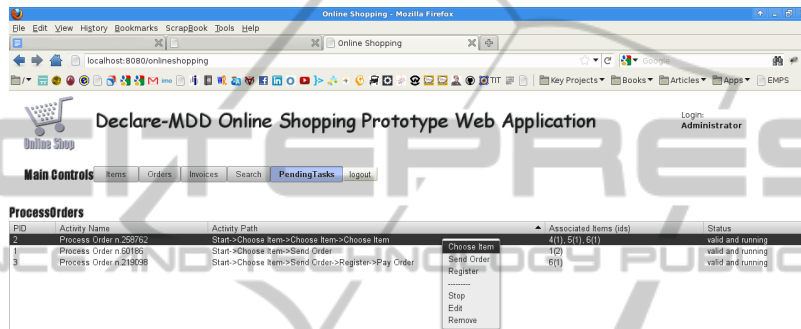 Online Shopping - Mozilla Firefox
File Edit View History Bookmarks ScrapBook Tools Help
Online Shopping
localhost:8080/onlineshopping
Google
TIT Key Projects Books Articles Apps EMPS
Declare-MDD Online Shopping Prototype Web Application
Login:
Administrator
Online Shop
Main Controls Items Orders Invoices Search PendingTasks logout
ProcessOrders
PID Activity Name Activity Path Associated Items (ids) Status
2 Process Order n.258762 Start->Choose Item->Choose Item->Choose Item 4(1), 5(1), 6(1) valid and running
1 Process Order n.60186 Start->Choose Item->Send Order 1(2) valid and running
3 Process Order n.219098 Start->Choose Item->Send Order->Register->Pay Order 6(1) valid and running
Choose Item
Send Order
Register
---------
Stop
Edit
Remove